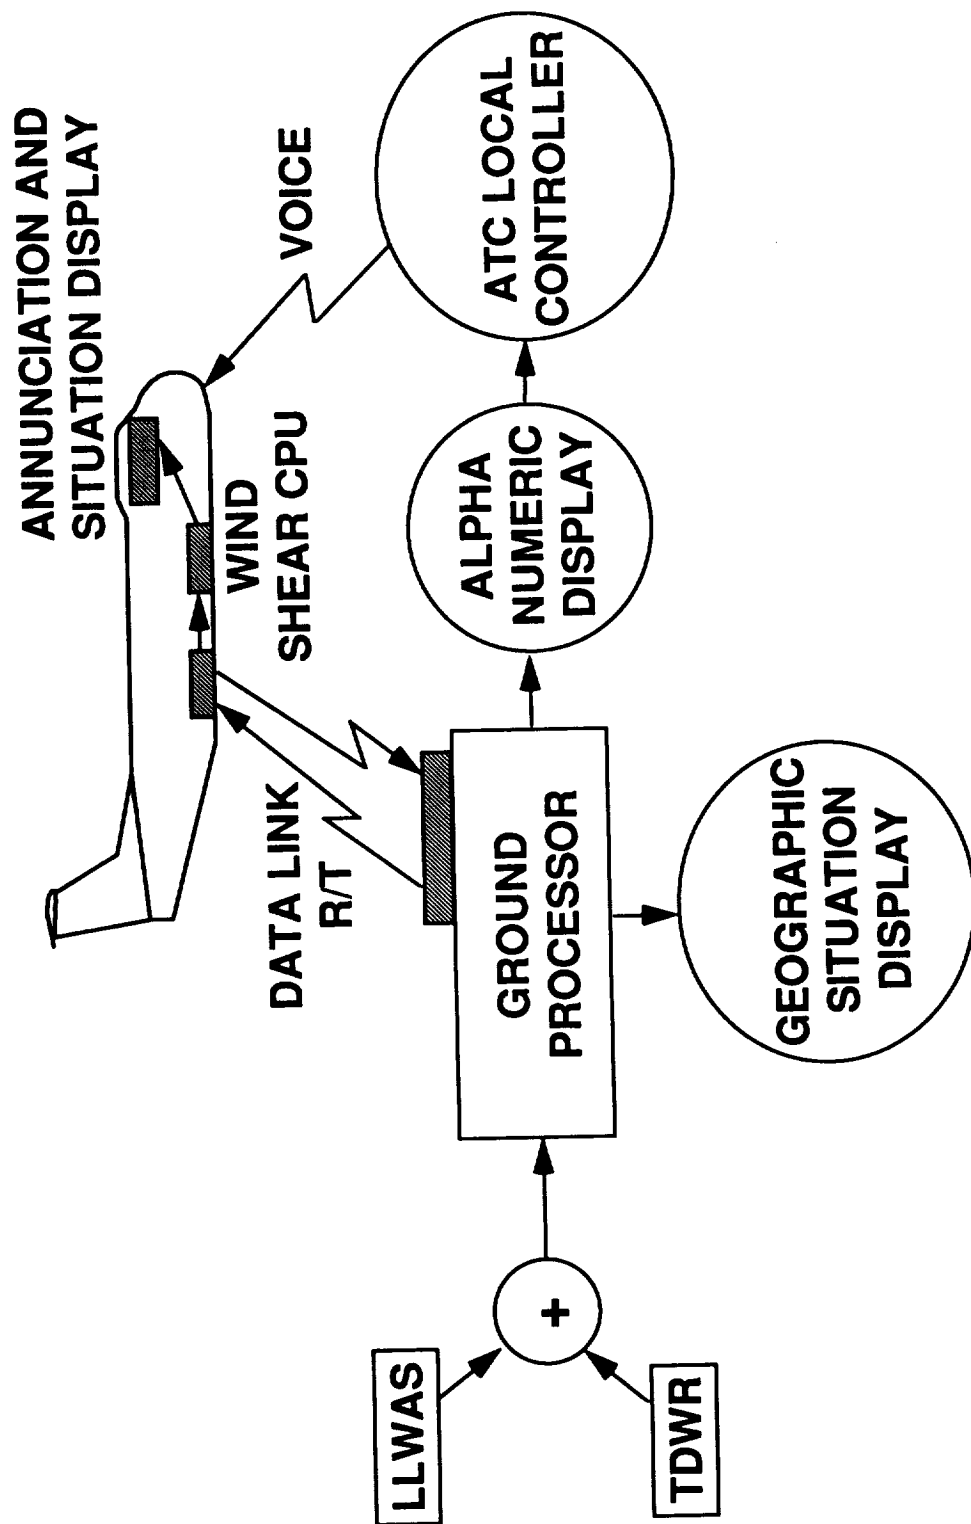 ANNUNCIATION AND
SITUATION DISPLAY
VOICE
WIND
SHEAR CPU
DATA LINK
R/T
LLWAS
TDWR
+
GROUND
PROCESSOR
ALPHA
NUMERIC
DISPLAY
ATC LOCAL
CONTROLLER
GEOGRAPHIC
SITUATION
DISPLAY